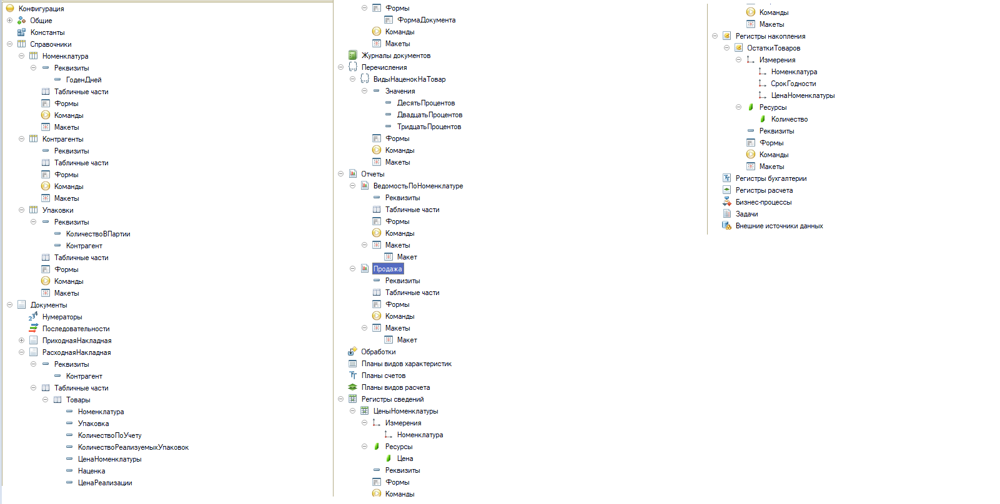 Конфигурация
Общие
Константы
Справочники
Номенклатура
Реквизиты
ГоденДней
Табличные части
Формы
Команды
Макеты
Контрагенты
Реквизиты
Табличные части
Формы
Команды
Макеты
Упаковки
Реквизиты
КоличествоВПартии
Контрагент
Табличные части
Формы
Команды
Макеты
Документы
Нумераторы
Последовательности
ПриходнаяНакладная
РасходнаяНакладная
Реквизиты
Контрагент
Табличные части
Товары
Номенклатура
Упаковка
КоличествоПоУчету
КоличествоРеализуемыхУпаковок
ЦенаНоменклатуры
Наценка
ЦенаРеализации
Формы
ФормаДокумента
Команды
Макеты
Журналы документов
Перечисления
ВидыНаценокНаТовар
Значения
ДесятьПроцентов
ДвадцатьПроцентов
ТридцатьПроцентов
Формы
Команды
Макеты
Отчеты
ВедомостьПоНоменклатуре
Реквизиты
Табличные части
Формы
Команды
Макеты
Макет
Продажа
Реквизиты
Табличные части
Формы
Команды
Макеты
Макет
Обработки
Планы видов характеристик
Планы счетов
Планы видов расчета
Регистры сведений
ЦеныНоменклатуры
Измерения
Номенклатура
Ресурсы
Цена
Реквизиты
Формы
Команды
Команды
Макеты
Регистры накопления
ОстаткиТоваров
Измерения
Номенклатура
СрокГодности
ЦенаНоменклатуры
Ресурсы
Количество
Реквизиты
Формы
Команды
Макеты
Регистры бухгалтерии
Регистры расчета
Бизнес-процессы
Задачи
Внешние источники данных